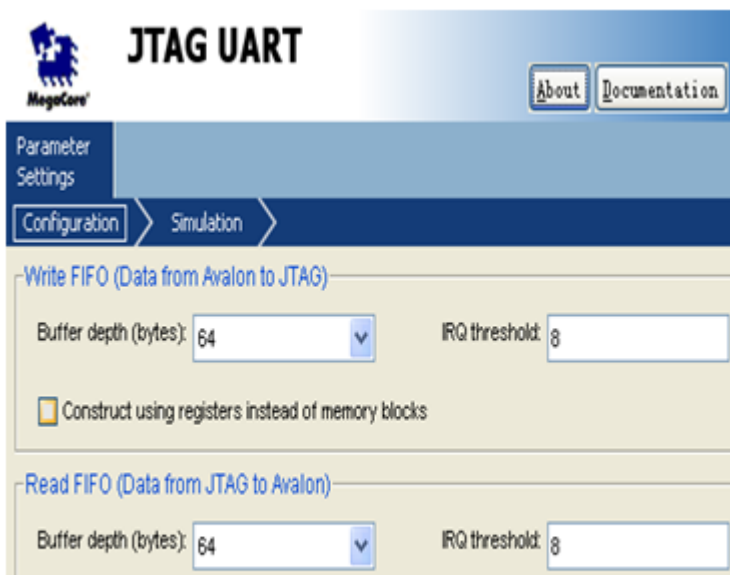 JTAG UART
MegaCore'
About Documentation
Parameter
Settings
Configuration Simulation
Write FIFO (Data from Avalon to JTAG)
Buffer depth (bytes): 64 IRQ threshold: 8
Construct using registers instead of memory blocks
Read FIFO (Data from JTAG to Avalon)
Buffer depth (bytes): 64 IRQ threshold: 8